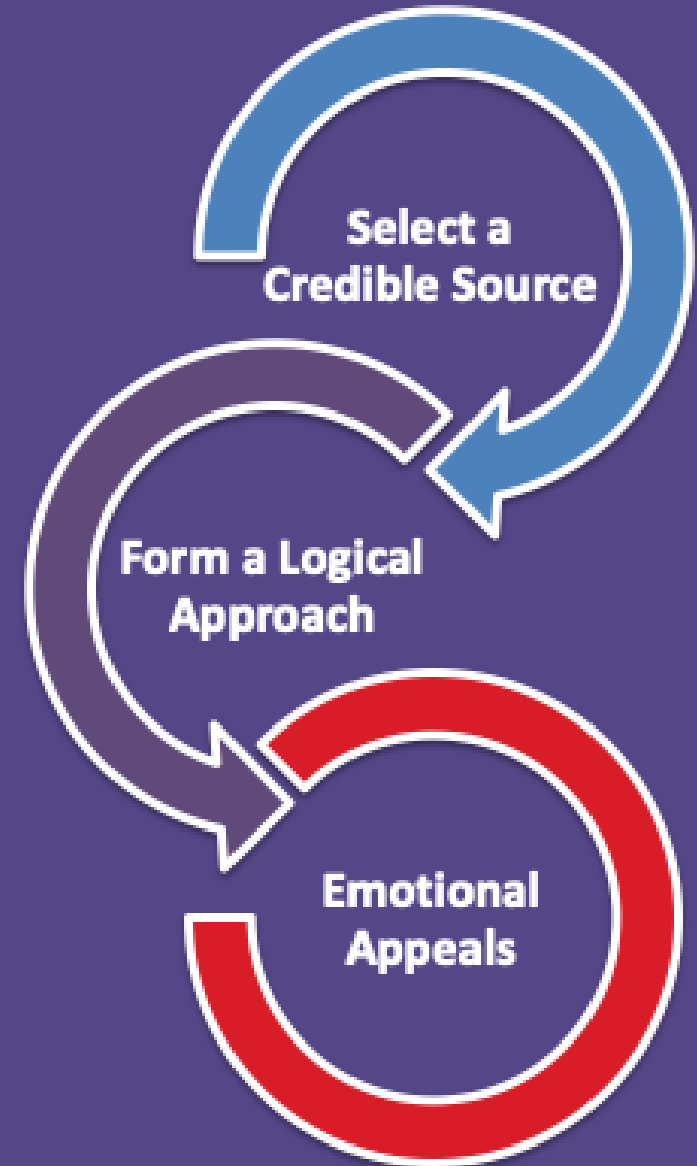 Select a
Credible Source
Form a Logical
Approach
Emotional
Appeals